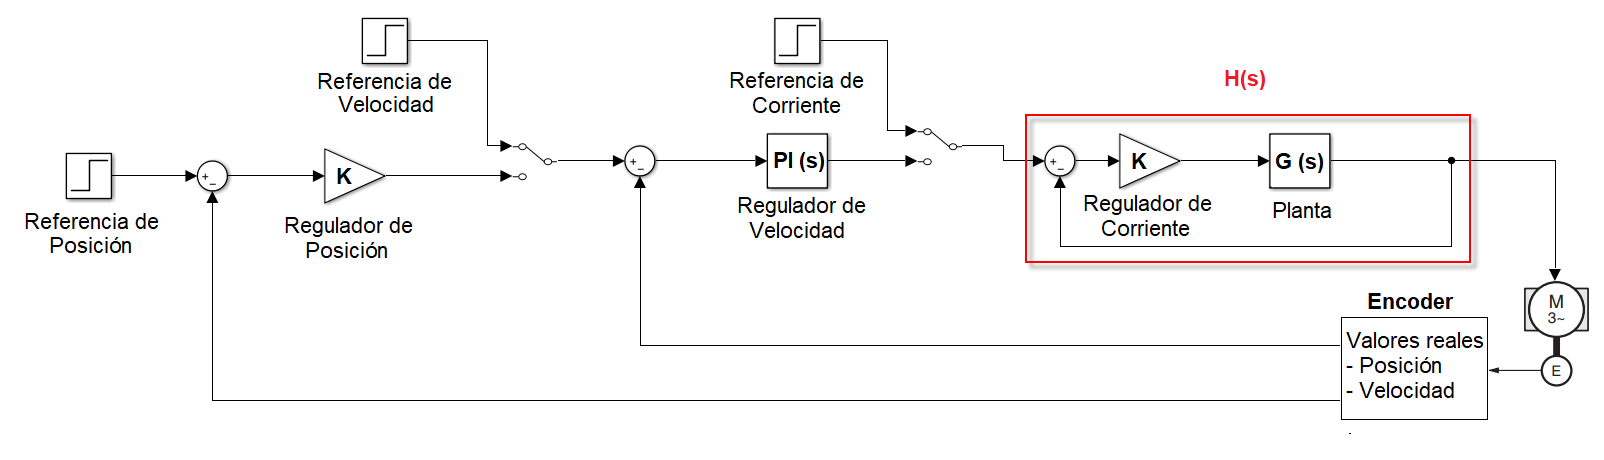 Referencia de
Velocidad
Referencia de
Corriente
H(s)
+
−
Referencia de
Posición
K
Regulador de
Posición
+
−
PI (s)
Regulador de
Velocidad
+
−
K
Regulador de
Corriente
G (s)
Planta
Encoder
Valores reales
- Posición
- Velocidad
M
3~
E